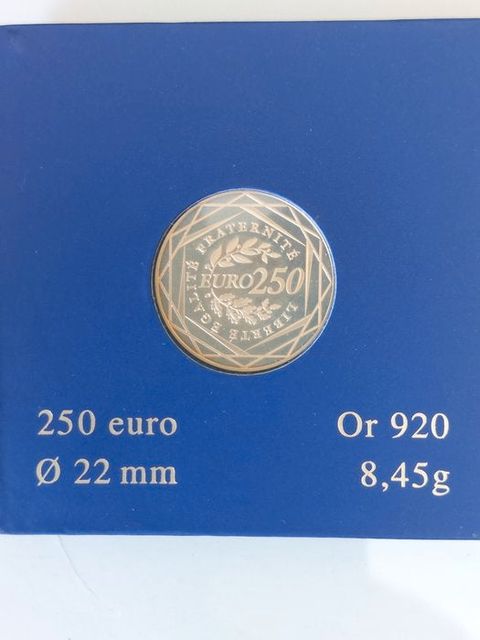 LIBERTÉ ÉGALITÉ FRATERNITÉ
EURO 250
250 euro
Or 920
Ø 22 mm
8,45g